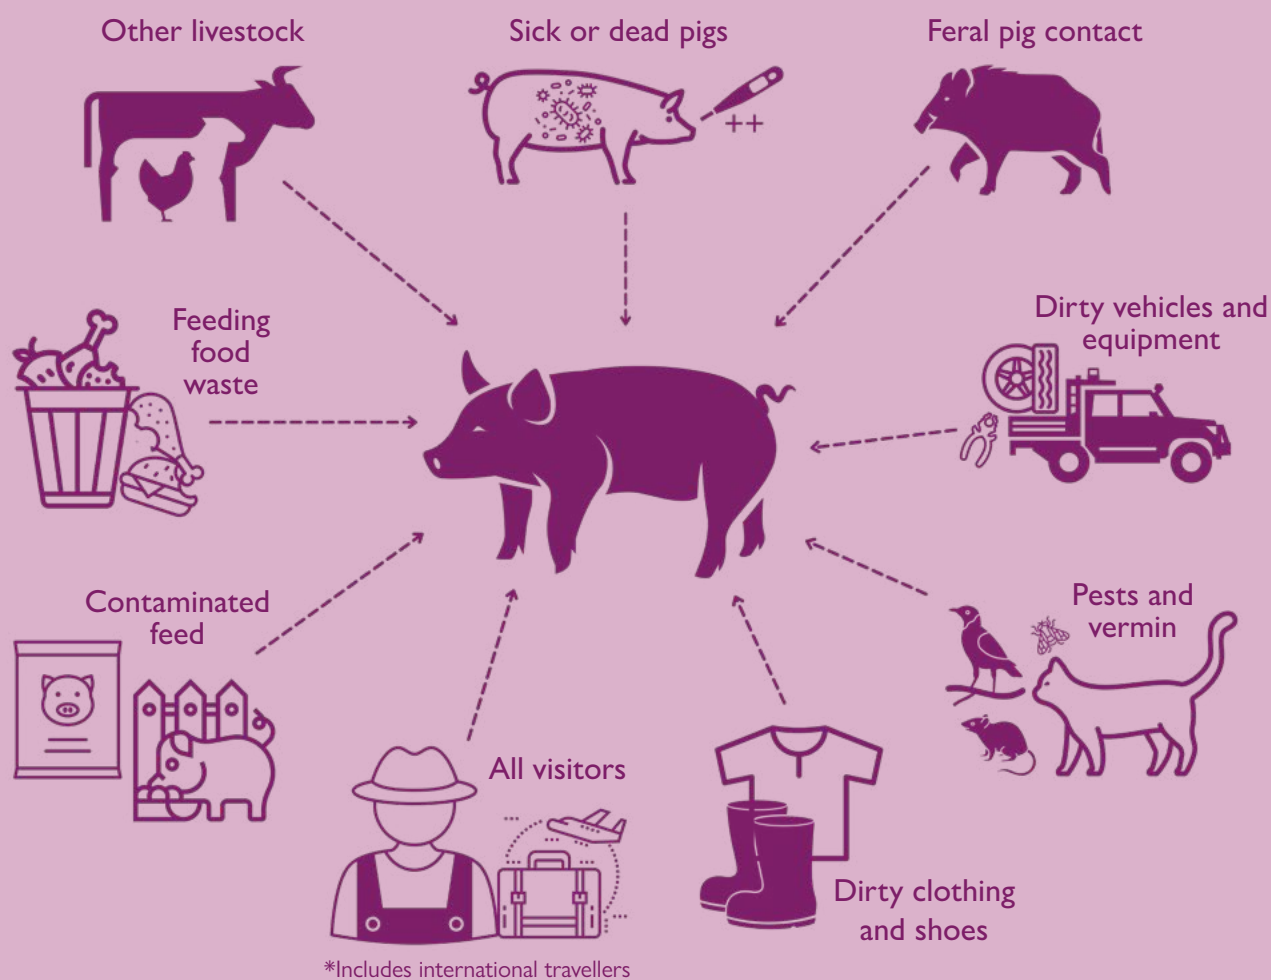 Other livestock
Sick or dead pigs
Feral pig contact
++
Feeding
food
waste
Dirty vehicles and
equipment
Contaminated
feed
Pests and
vermin
All visitors
Dirty clothing
and shoes
*Includes international travellers